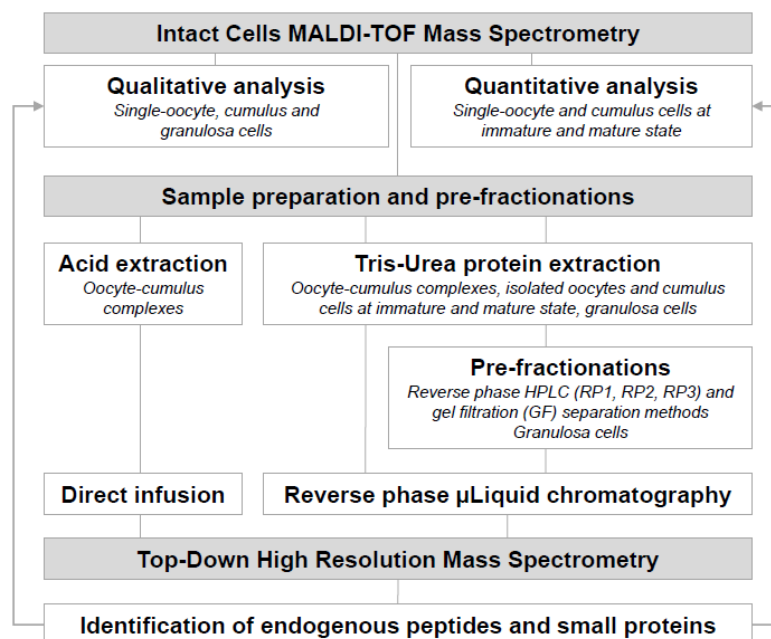 Intact Cells MALDI-TOF Mass Spectrometry
Qualitative analysis
Single-oocyte, cumulus and
granulosa cells
Quantitative analysis
Single-oocyte and cumulus cells at
immature and mature state
Sample preparation and pre-fractionations
Acid extraction
Oocyte-cumulus
complexes
Tris-Urea protein extraction
Oocyte-cumulus complexes, isolated oocytes and cumulus
cells at immature and mature state, granulosa cells
Pre-fractionations
Reverse phase HPLC (RP1, RP2, RP3) and
gel filtration (GF) separation methods
Granulosa cells
Direct infusion
Reverse phase µLiquid chromatography
Top-Down High Resolution Mass Spectrometry
Identification of endogenous peptides and small proteins